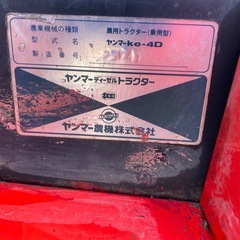 農業機械の種類 農用トラクター(乗用型)
型式名 ヤンマーke-4D
製造番号
ヤンマーディーゼルトラクター
ヤンマー農機株式会社